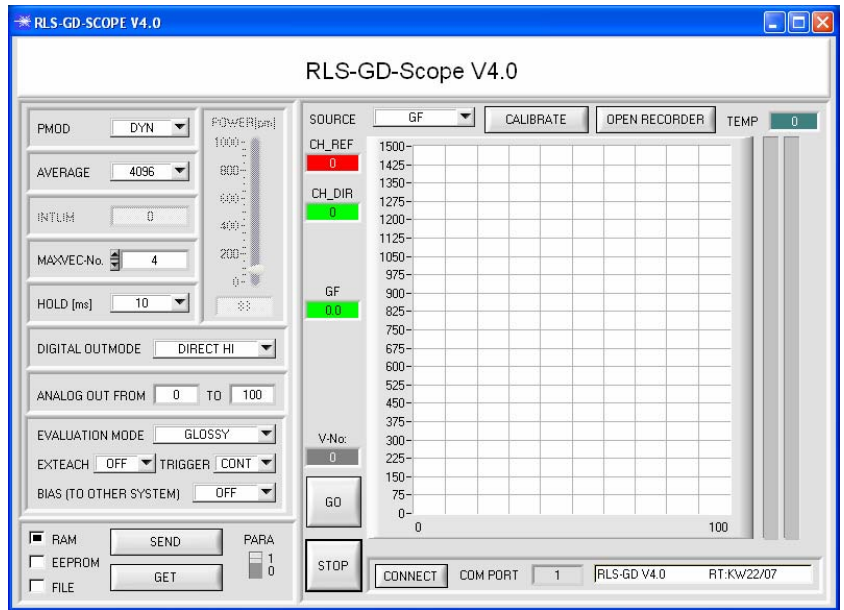 RLS-GD-SCOPE V4.0
RLS-GD-Scope V4.0
PMOD DYN
AVERAGE 4096
INTLIM 0
MAXVEC-No. 4
HOLD [ms] 10
POWER[pm]
1000
800
600
400
200
0
83
DIGITAL OUTMODE DIRECT HI
ANALOG OUT FROM 0 TO 100
EVALUATION MODE GLOSSY
EXTEACH OFF TRIGGER CONT
BIAS (TO OTHER SYSTEM) OFF
RAM
EEPROM
FILE
SEND
GET
PARA
1
0
SOURCE GF CALIBRATE OPEN RECORDER TEMP 0
CH_REF
0
CH_DIR
0
GF
0.0
V-No:
0
GO
STOP
1500
1425
1350
1275
1200
1125
1050
975
900
825
750
675
600
525
450
375
300
225
150
75
0
0 100
CONNECT COM PORT 1 RLS-GD V4.0 RT:KW22/07